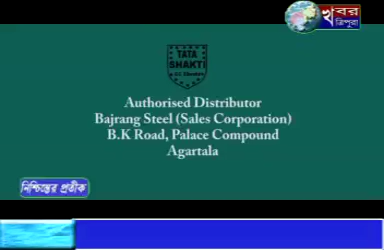 খবর
ত্রিপুরা
TATA
SHAKTI
Authorised Distributor
Bajrang Steel (Sales Corporation)
B.K Road, Palace Compound
Agartala
নিশ্চিন্তের প্রতীক